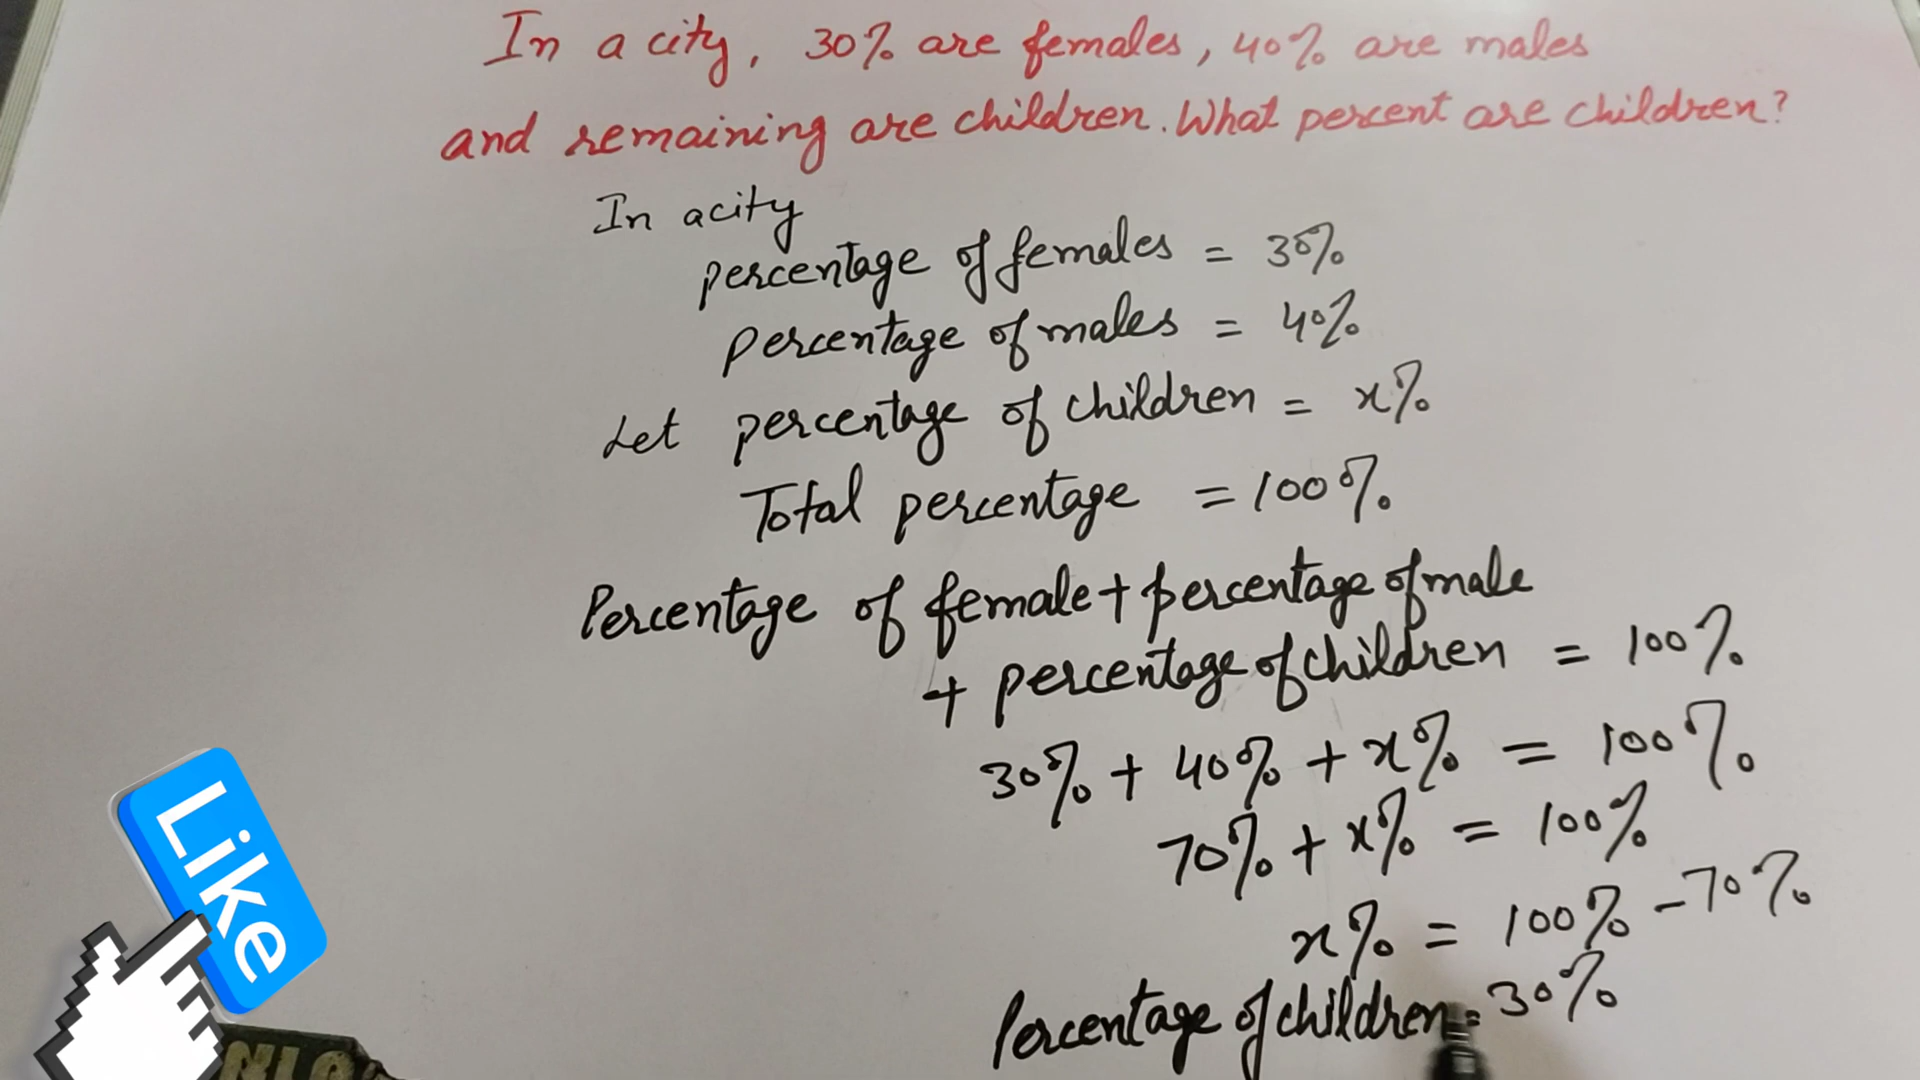 In a city, 30% are females, 40% are males
and remaining are children. What percent are children?
In a city
percentage of females = 30%
percentage of males = 40%
Let percentage of children = x%
Total percentage = 100%
Percentage of female + percentage of male
+ percentage of children = 100%
30% + 40% + x% = 100%
70% + x% = 100%
x% = 100% - 70%
Percentage of children = 30%
Like